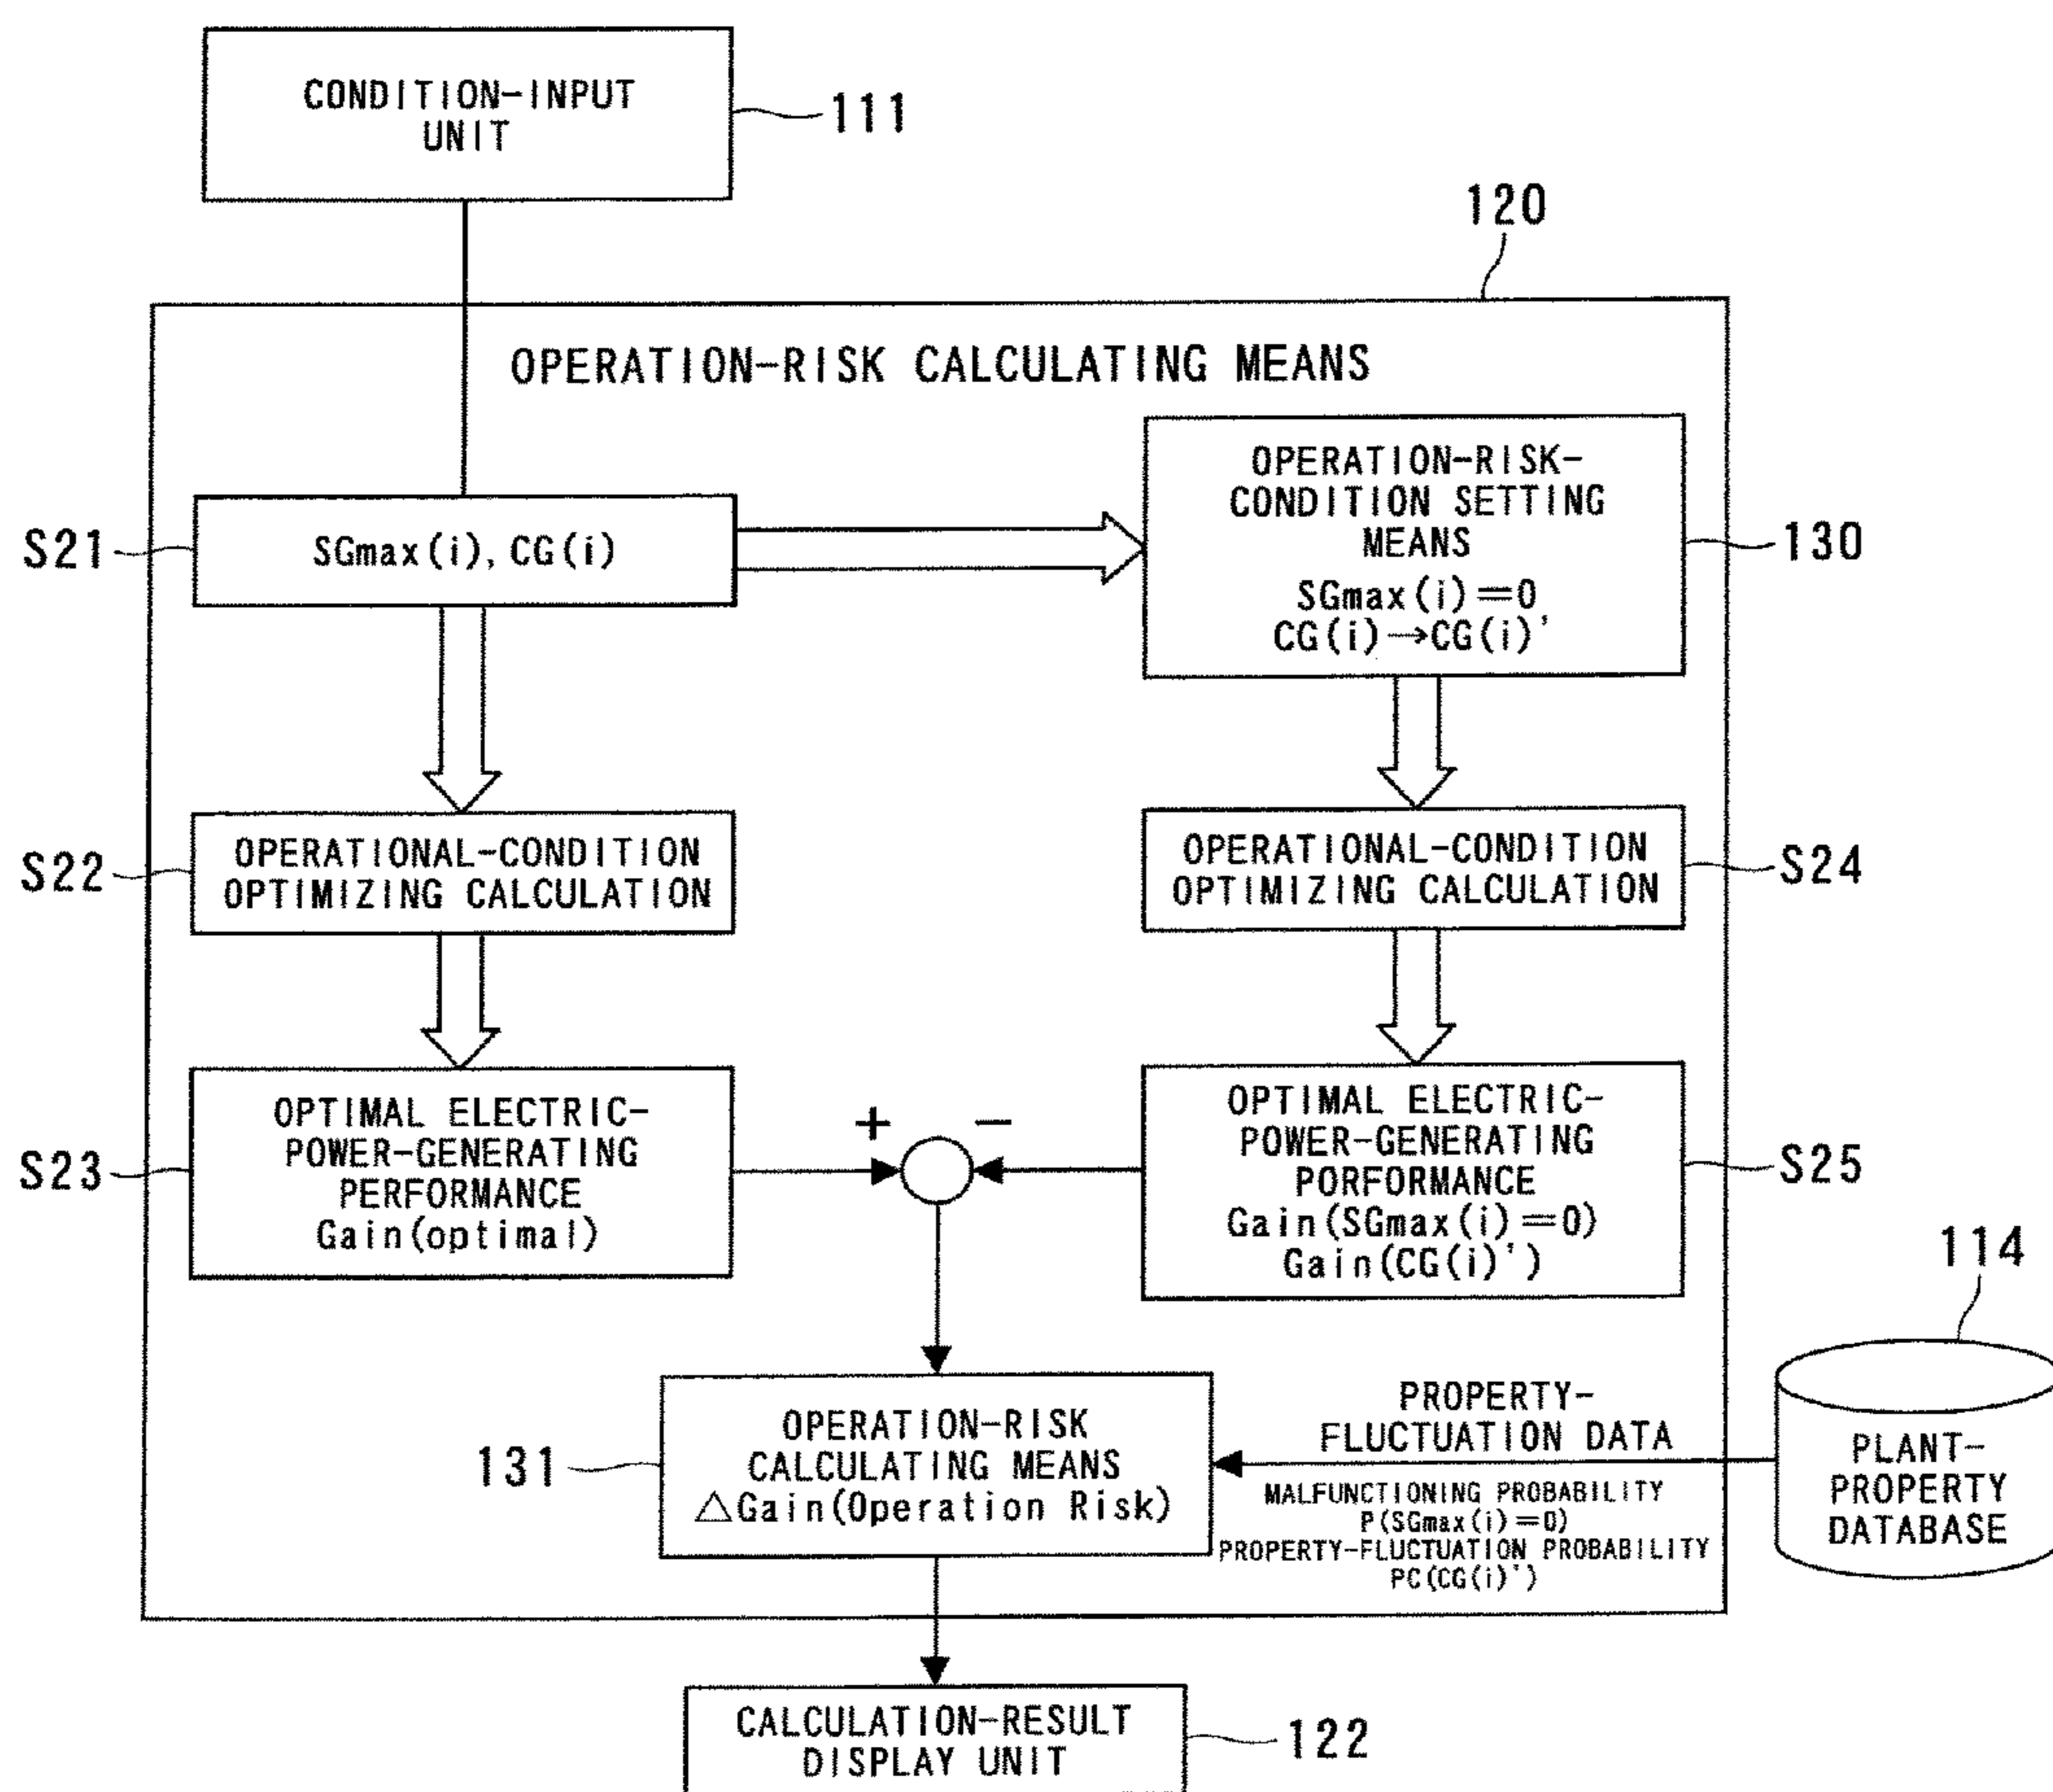 CONDITION-INPUT
UNIT
111
120
OPERATION-RISK CALCULATING MEANS
S21
SGmax(i), CG(i)
OPERATION-RISK-
CONDITION SETTING
MEANS
SGmax(i)=0
CG(i)→CG(i)'
130
S22
OPERATIONAL-CONDITION
OPTIMIZING CALCULATION
OPERATIONAL-CONDITION
OPTIMIZING CALCULATION
S24
S23
OPTIMAL ELECTRIC-
POWER-GENERATING
PERFORMANCE
Gain(optimal)
+
−
OPTIMAL ELECTRIC-
POWER-GENERATING
PORFORMANCE
Gain(SGmax(i)=0)
Gain(CG(i)')
S25
114
131
OPERATION-RISK
CALCULATING MEANS
△Gain(Operation Risk)
PROPERTY-
FLUCTUATION DATA
MALFUNCTIONING PROBABILITY
P(SGmax(i)=0)
PROPERTY-FLUCTUATION PROBABILITY
PC(CG(i)')
PLANT-
PROPERTY
DATABASE
CALCULATION-RESULT
DISPLAY UNIT
122